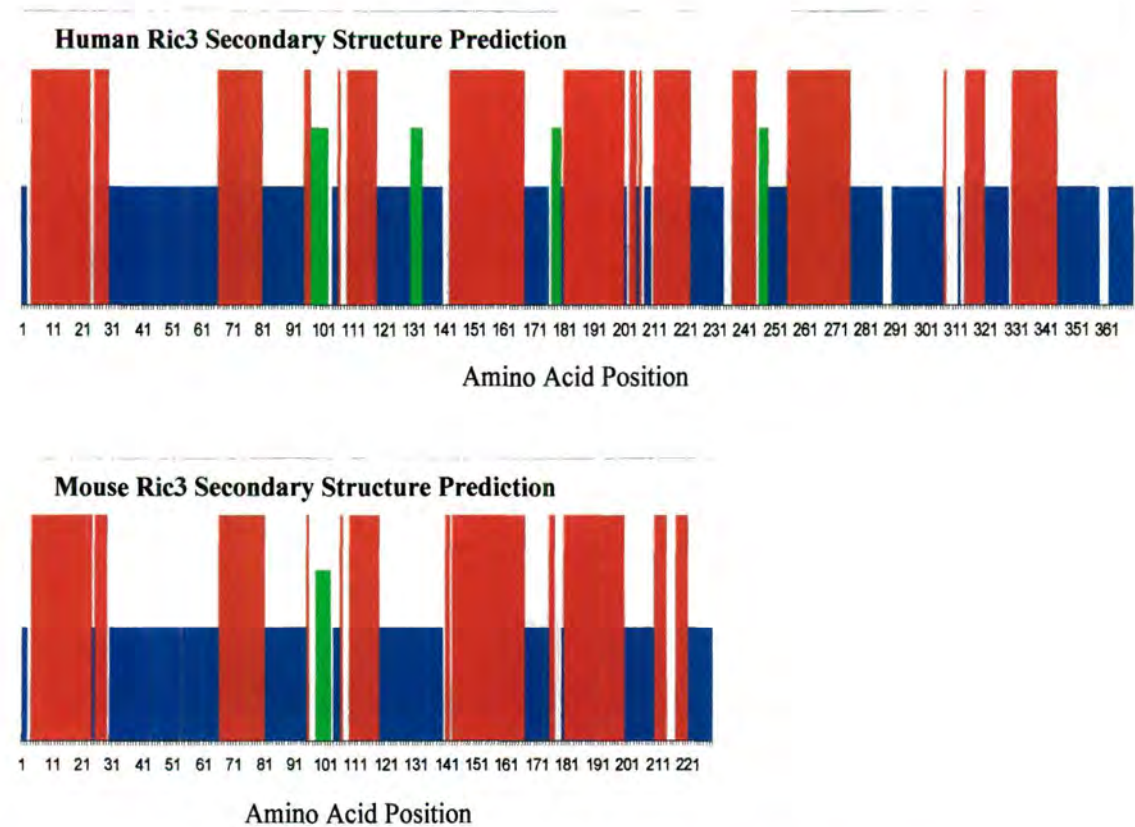 Human Ric3 Secondary Structure Prediction
1 11 21 31 41 51 61 71 81 91 101 111 121 131 141 151 161 171 181 191 201 211 221 231 241 251 261 271 281 291 301 311 321 331 341 351 361
Amino Acid Position
Mouse Ric3 Secondary Structure Prediction
1 11 21 31 41 51 61 71 81 91 101 111 121 131 141 151 161 171 181 191 201 211 221
Amino Acid Position